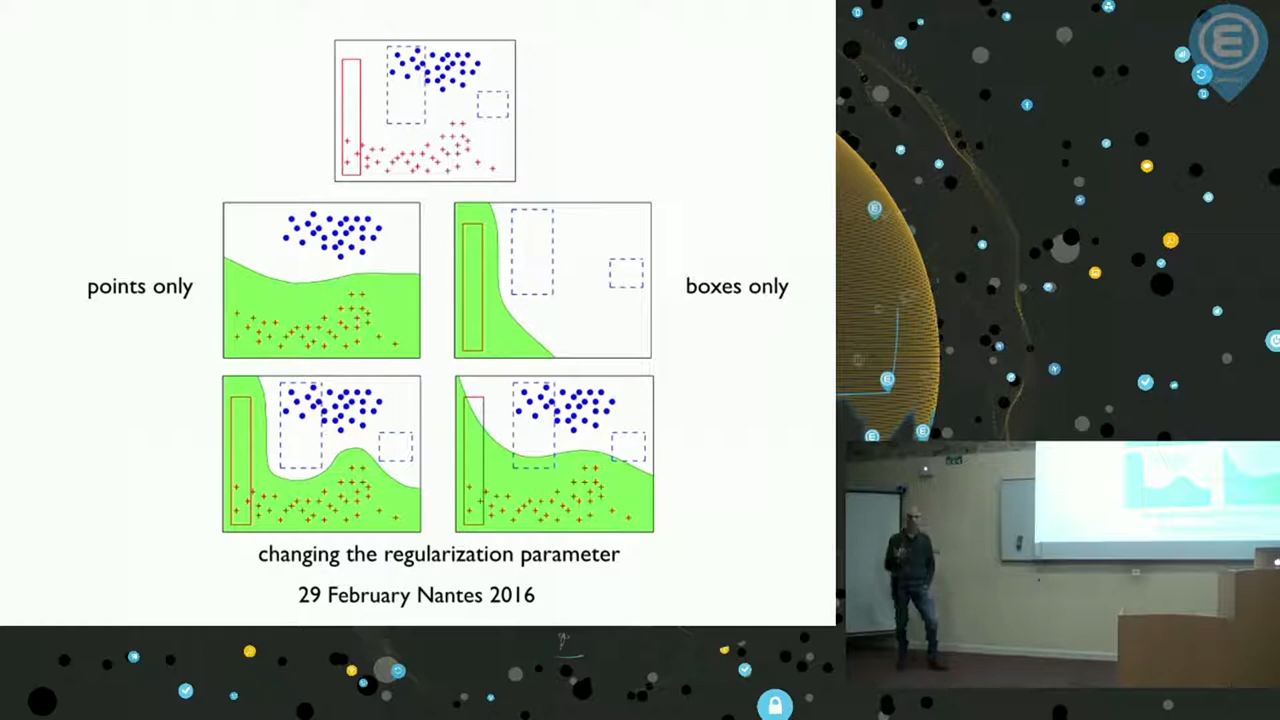 points only
boxes only
changing the regularization parameter
29 February Nantes 2016